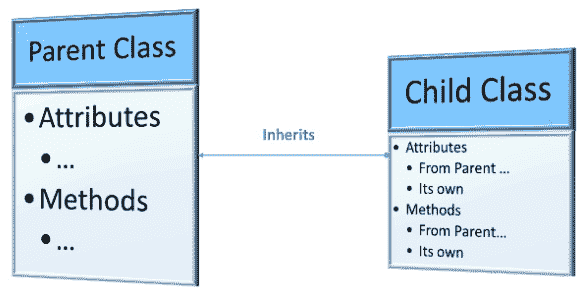 Parent Class
• Attributes
• ...
• Methods
• ...
Inherits
Child Class
• Attributes
• From Parent ...
• Its own
• Methods
• From Parent...
• Its own